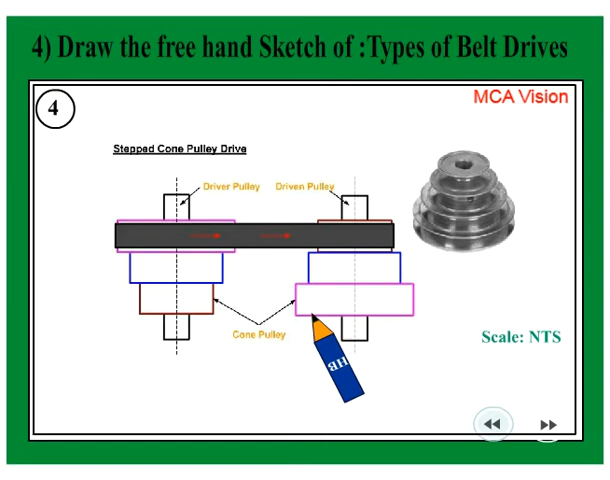 4) Draw the free hand Sketch of :Types of Belt Drives
MCA Vision
4
Stepped Cone Pulley Drive
Driver Pulley
Driven Pulley
Cone Pulley
Scale: NTS
HB